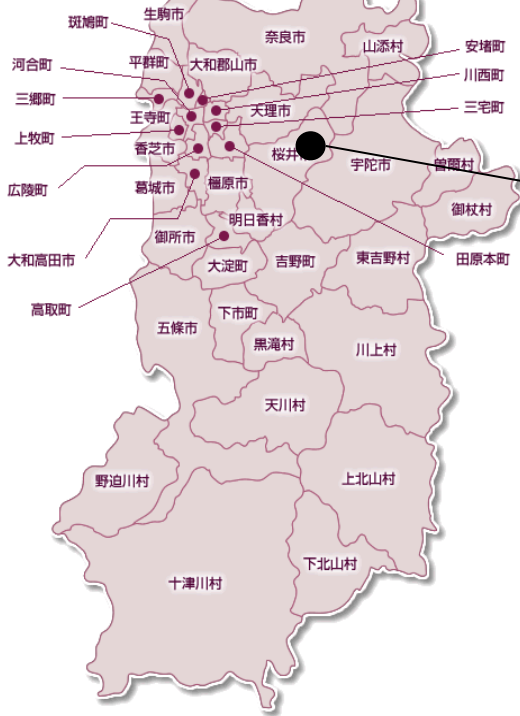 生駒市
斑鳩町
奈良市
山添村
安堵町
平群町
大和郡山市
河合町
川西町
三郷町
天理市
三宅町
王寺町
上牧町
香芝市
桜井
宇陀市
曽爾村
広陵町
葛城市
橿原市
御杖村
明日香村
御所市
大和高田市
大淀町
吉野町
東吉野村
田原本町
高取町
下市町
五條市
黒滝村
川上村
天川村
野迫川村
上北山村
下北山村
十津川村